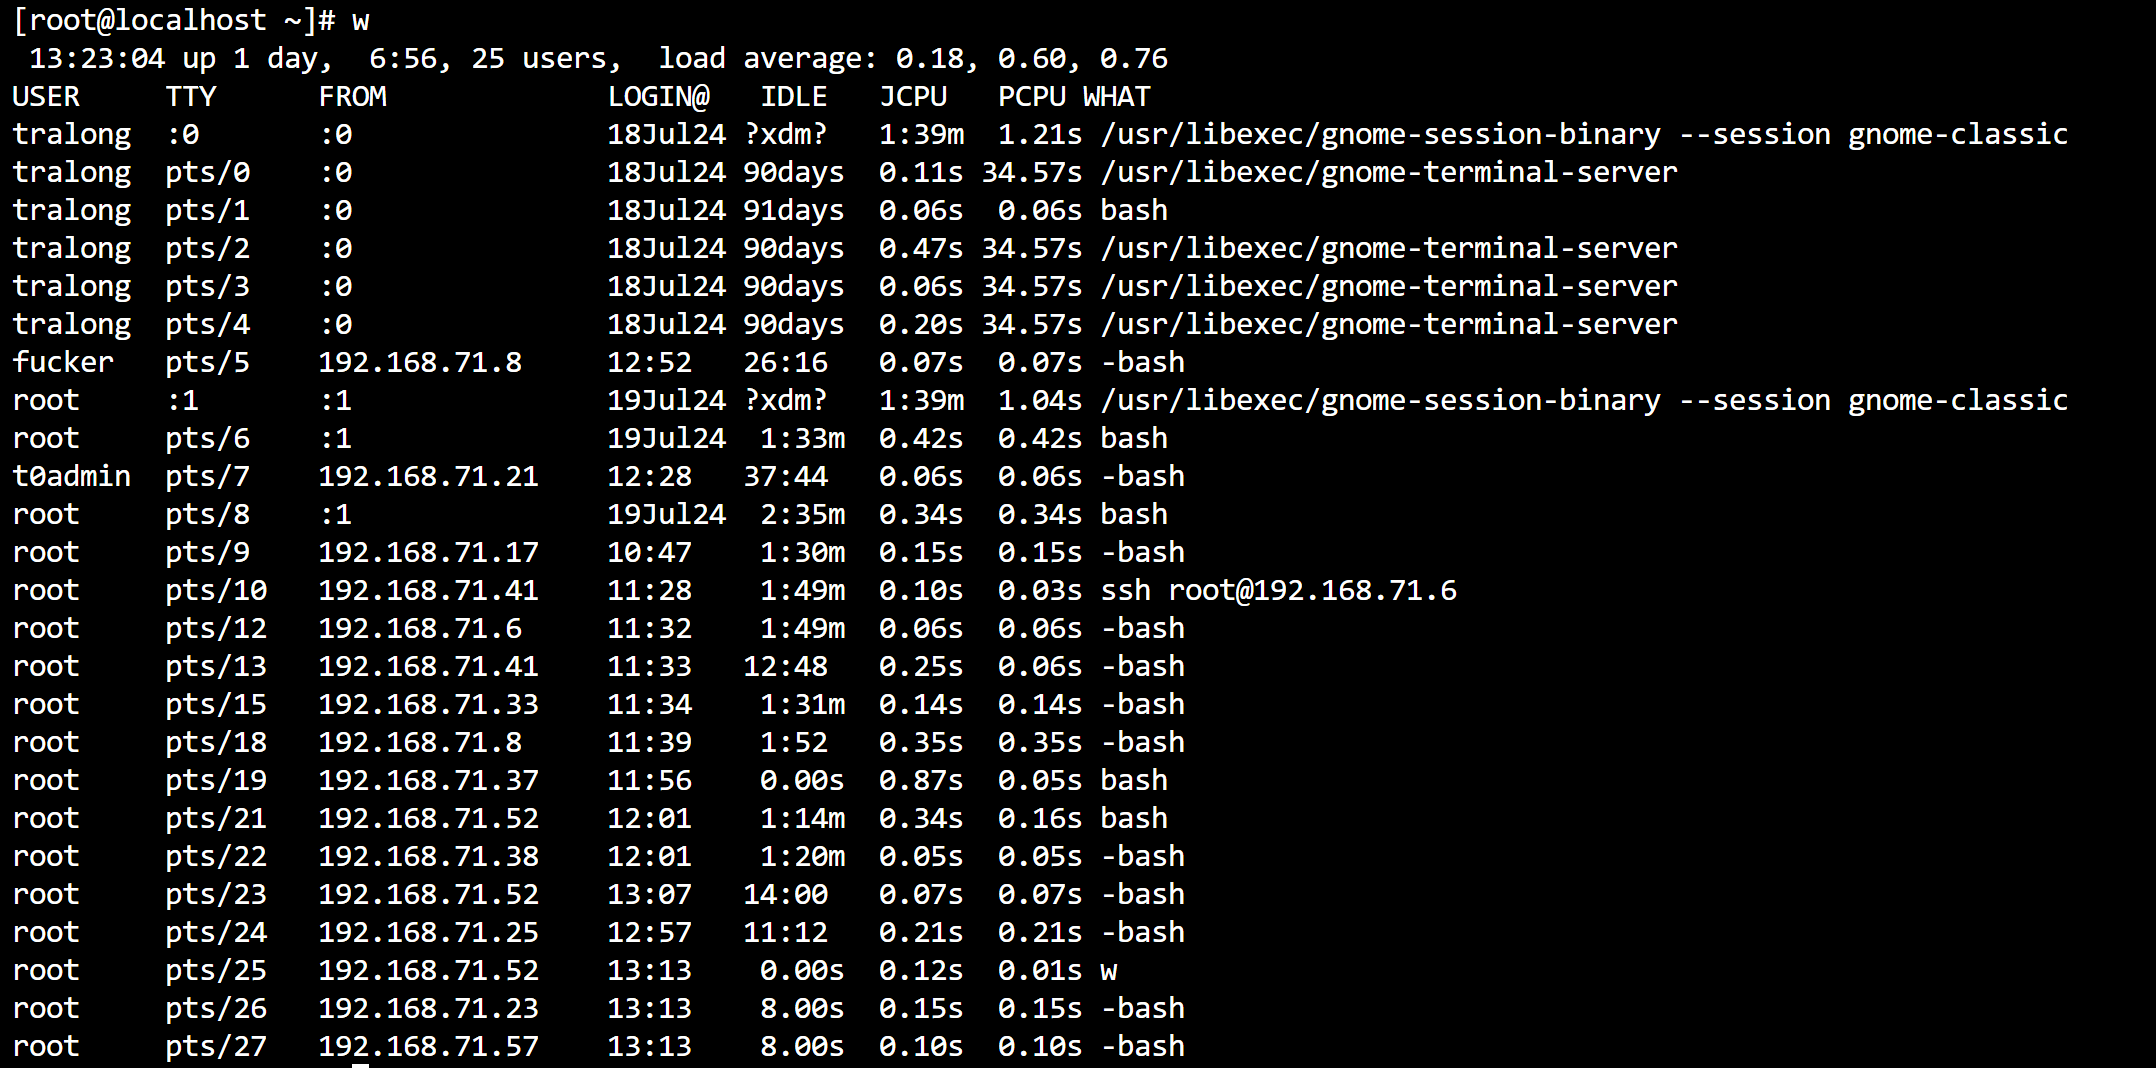 [root@localhost ~]# w
 13:23:04 up 1 day,  6:56, 25 users,  load average: 0.18, 0.60, 0.76
USER     TTY      FROM             LOGIN@   IDLE   JCPU   PCPU WHAT
tralong  :0       :0               18Jul24 ?xdm?   1:39m  1.21s /usr/libexec/gnome-session-binary --session gnome-classic
tralong  pts/0    :0               18Jul24 90days  0.11s 34.57s /usr/libexec/gnome-terminal-server
tralong  pts/1    :0               18Jul24 91days  0.06s  0.06s bash
tralong  pts/2    :0               18Jul24 90days  0.47s 34.57s /usr/libexec/gnome-terminal-server
tralong  pts/3    :0               18Jul24 90days  0.06s 34.57s /usr/libexec/gnome-terminal-server
tralong  pts/4    :0               18Jul24 90days  0.20s 34.57s /usr/libexec/gnome-terminal-server
fucker   pts/5    192.168.71.8     12:52   26:16   0.07s  0.07s -bash
root     :1       :1               19Jul24 ?xdm?   1:39m  1.04s /usr/libexec/gnome-session-binary --session gnome-classic
root     pts/6    :1               19Jul24  1:33m  0.42s  0.42s bash
t0admin  pts/7    192.168.71.21    12:28   37:44   0.06s  0.06s -bash
root     pts/8    :1               19Jul24  2:35m  0.34s  0.34s bash
root     pts/9    192.168.71.17    10:47    1:30m  0.15s  0.15s -bash
root     pts/10   192.168.71.41    11:28    1:49m  0.10s  0.03s ssh root@192.168.71.6
root     pts/12   192.168.71.6     11:32    1:49m  0.06s  0.06s -bash
root     pts/13   192.168.71.41    11:33   12:48   0.25s  0.06s -bash
root     pts/15   192.168.71.33    11:34    1:31m  0.14s  0.14s -bash
root     pts/18   192.168.71.8     11:39    1:52   0.35s  0.35s -bash
root     pts/19   192.168.71.37    11:56    0.00s  0.87s  0.05s bash
root     pts/21   192.168.71.52    12:01    1:14m  0.34s  0.16s bash
root     pts/22   192.168.71.38    12:01    1:20m  0.05s  0.05s -bash
root     pts/23   192.168.71.52    13:07   14:00   0.07s  0.07s -bash
root     pts/24   192.168.71.25    12:57   11:12   0.21s  0.21s -bash
root     pts/25   192.168.71.52    13:13    0.00s  0.12s  0.01s w
root     pts/26   192.168.71.23    13:13    8.00s  0.15s  0.15s -bash
root     pts/27   192.168.71.57    13:13    8.00s  0.10s  0.10s -bash